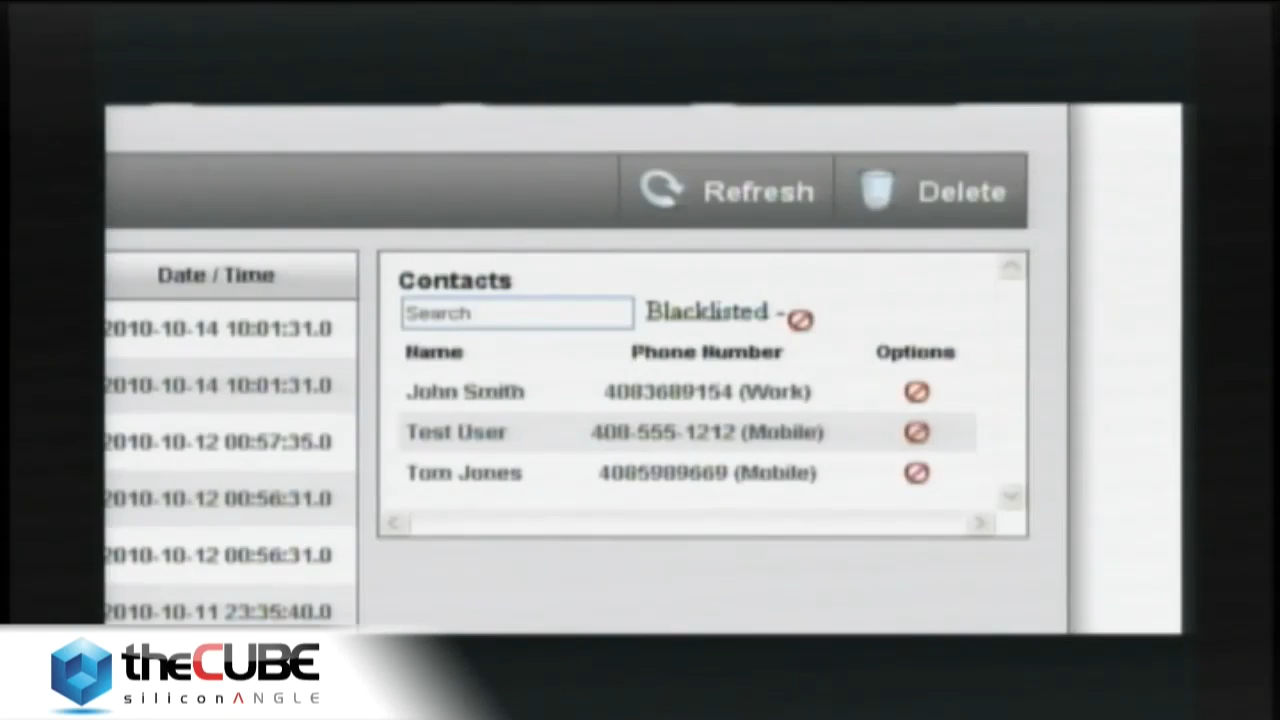 Refresh Delete
Date / Time
2010-10-14 10:01:31.0
2010-10-14 10:01:31.0
2010-10-12 00:57:35.0
2010-10-12 00:56:31.0
2010-10-12 00:56:31.0
2010-10-11 23:35:40.0
Contacts
Search Blacklisted -
Name Phone Number Options
John Smith 4083689154 (Work)
Test User 408-555-1212 (Mobile)
Tom Jones 4085989669 (Mobile)
theCUBE
siliconANGLE